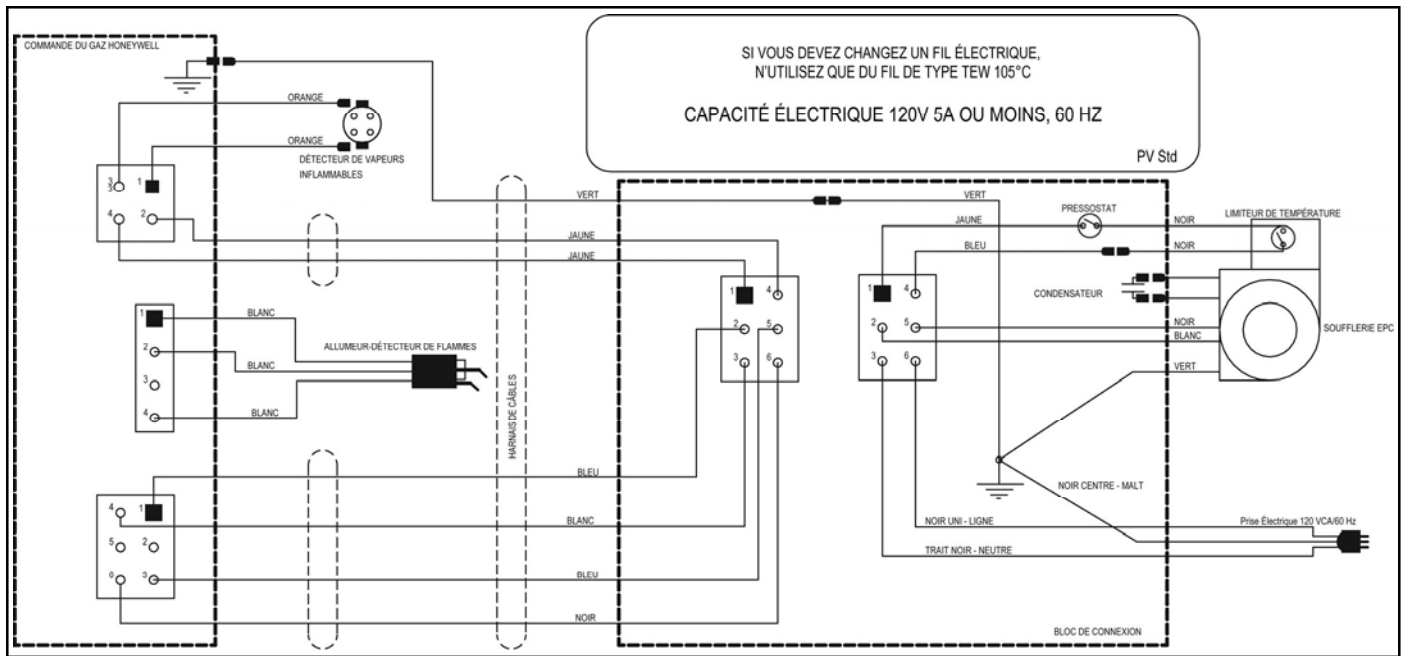 COMMANDE DU GAZ HONEYWELL
SI VOUS DEVEZ CHANGEZ UN FIL ÉLECTRIQUE,
N'UTILISEZ QUE DU FIL DE TYPE TEW 105°C
CAPACITÉ ÉLECTRIQUE 120V 5A OU MOINS, 60 HZ
PV Std
ORANGE
ORANGE
DÉTECTEUR DE VAPEURS
INFLAMMABLES
3 1
4 2
VERT
JAUNE
JAUNE
HARNAIS DE CÂBLES
1
2
3
4
BLANC
BLANC
BLANC
ALLUMEUR-DÉTECTEUR DE FLAMMES
4 1
5 2
6 3
BLEU
BLANC
BLEU
NOIR
1 4
2 5
3 6
VERT
JAUNE
PRESSOSTAT
NOIR
LIMITEUR DE TEMPÉRATURE
BLEU
NOIR
1 4
2 5
3 6
CONDENSATEUR
NOIR
BLANC
SOUFFLERIE EPC
VERT
NOIR CENTRE - MALT
NOIR UNI - LIGNE
Prise Électrique 120 VCA/60 Hz
TRAIT NOIR - NEUTRE
BLOC DE CONNEXION